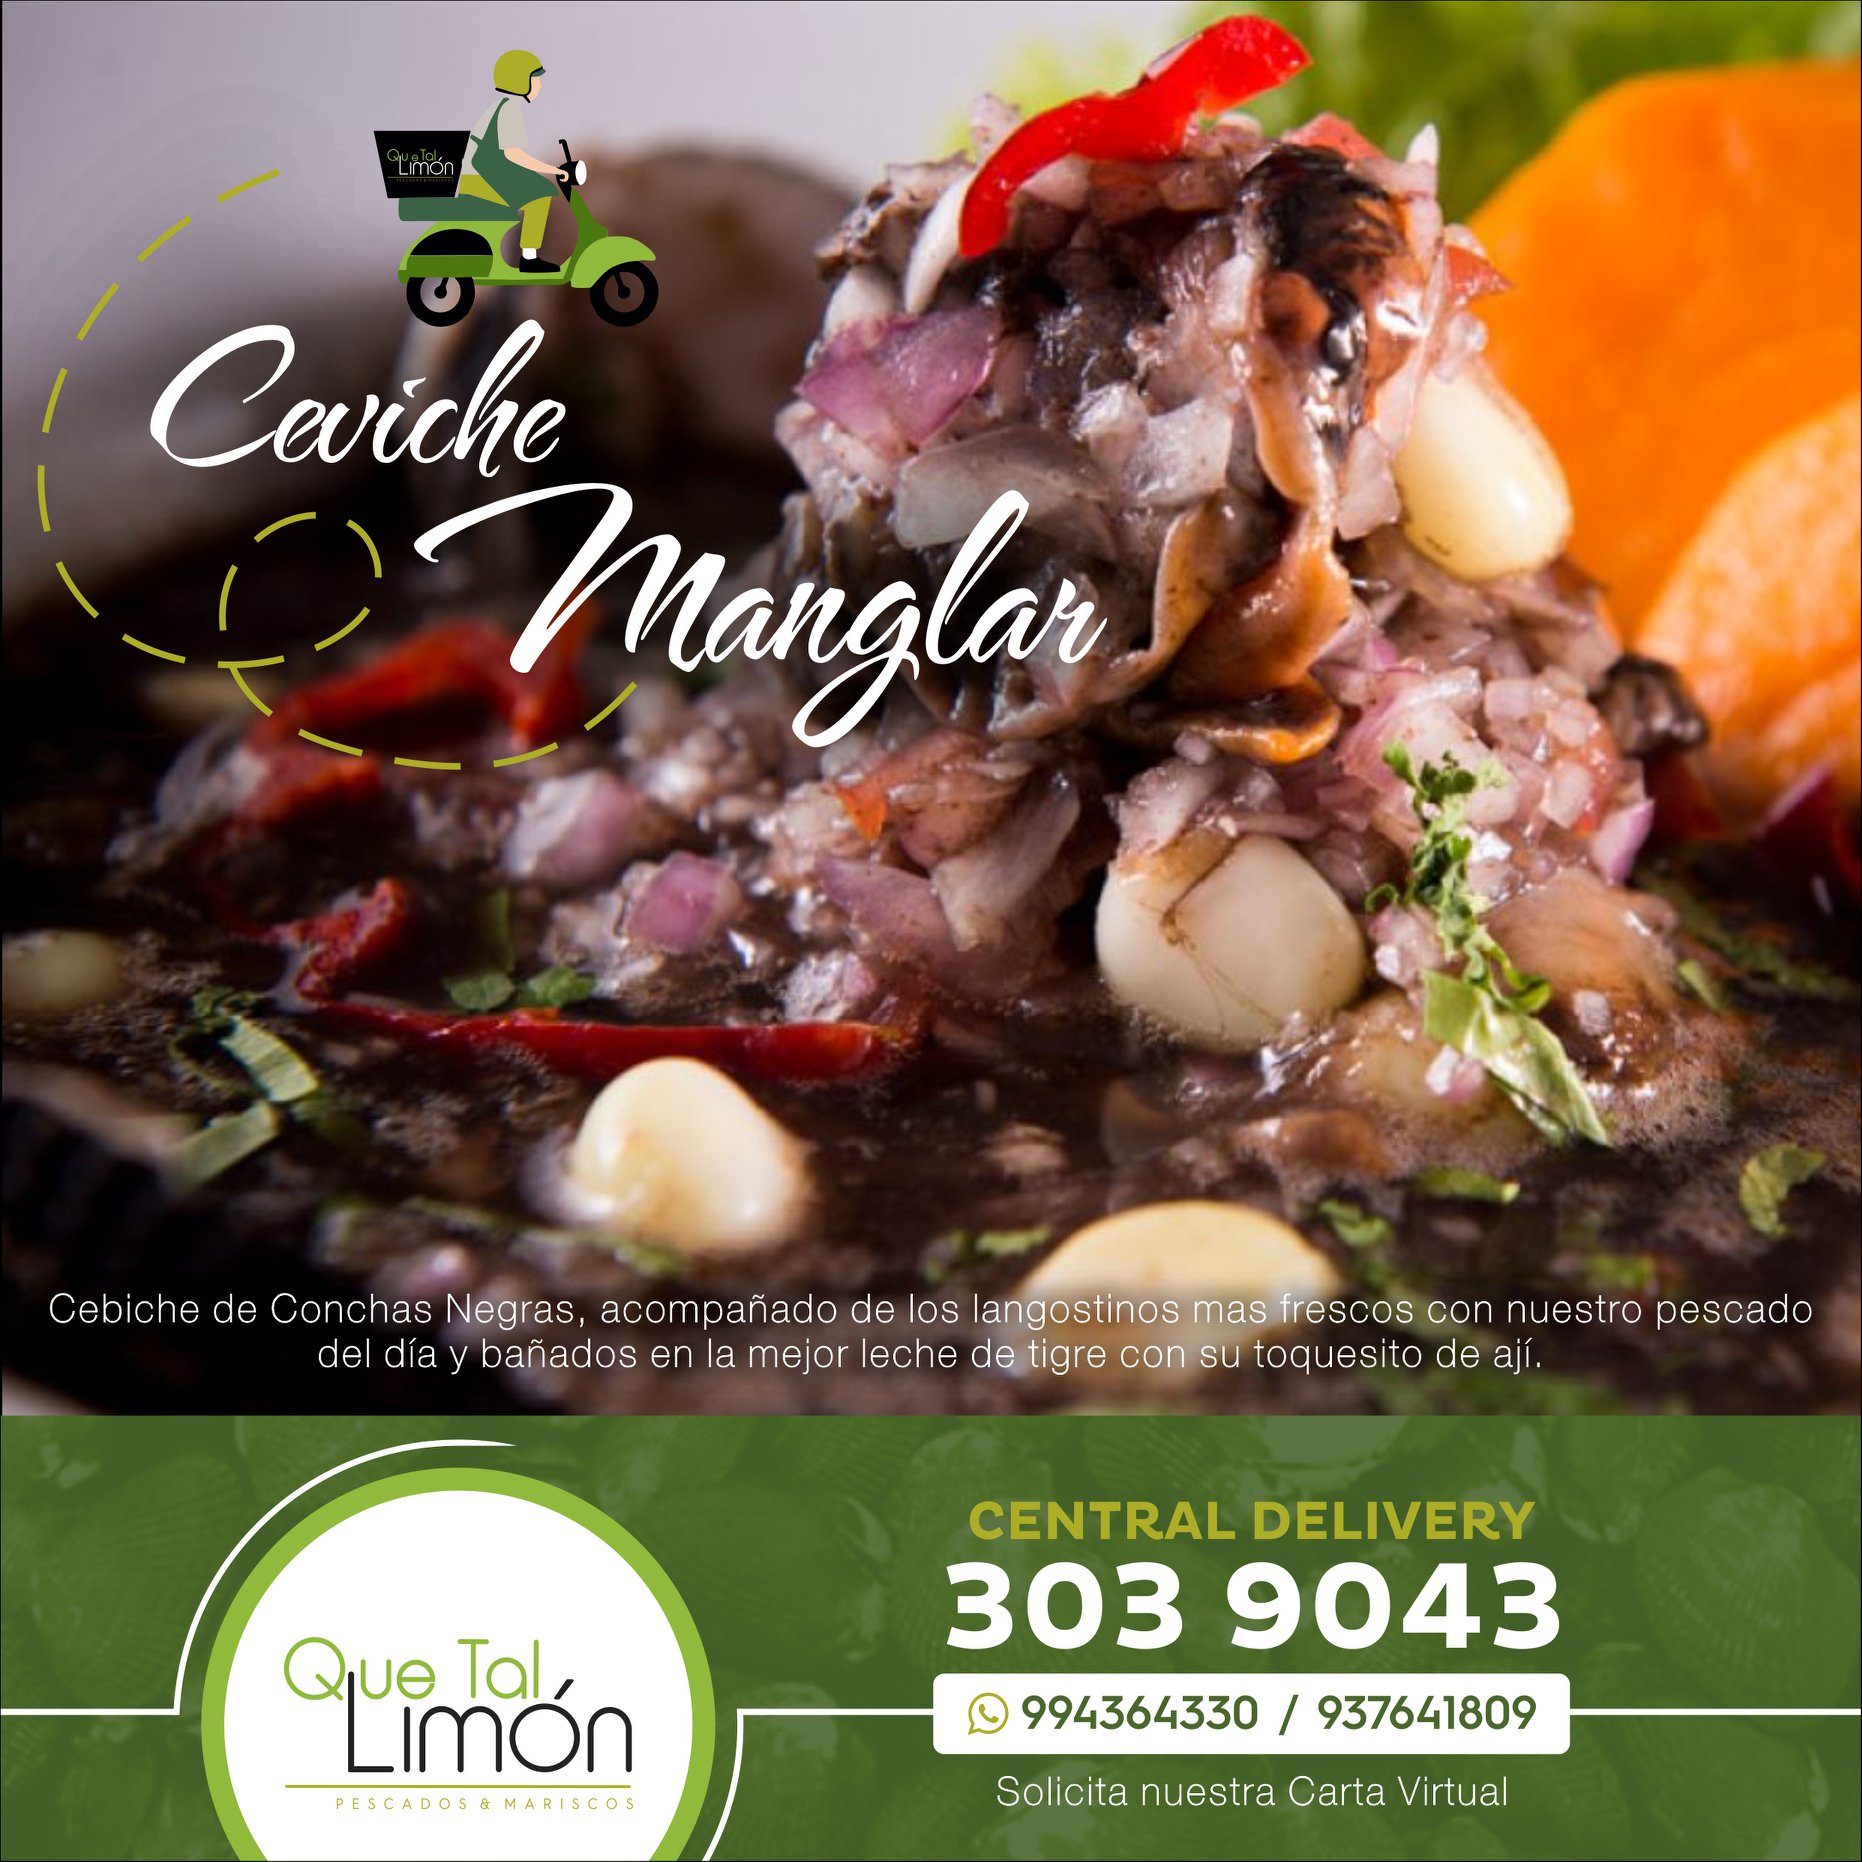 Que Tal
Limón
PESCADOS & MARISCOS
Ceviche
Manglar
Cebiche de Conchas Negras, acompañado de los langostinos mas frescos con nuestro pescado
del día y bañados en la mejor leche de tigre con su toquesito de ají.
CENTRAL DELIVERY
303 9043
994364330 / 937641809
Solicita nuestra Carta Virtual
Que Tal
Limón
PESCADOS & MARISCOS